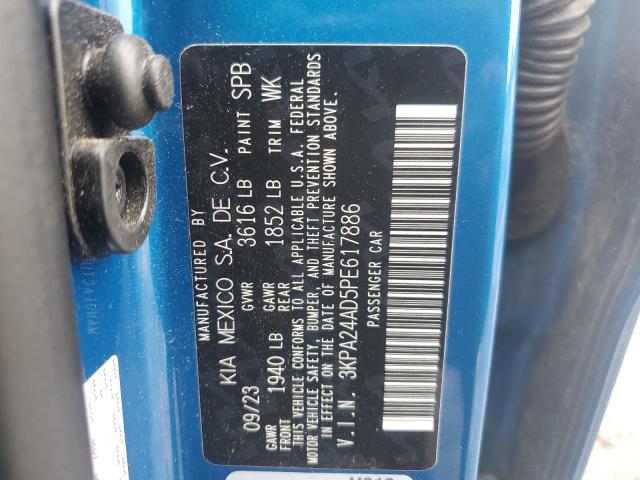 MANUFACTURED BY
KIA MEXICO S.A. DE C.V.
09/23 GVWR 3616 LB PAINT SPB
GAWR FRONT 1940 LB GAWR REAR 1852 LB TRIM WK
THIS VEHICLE CONFORMS TO ALL APPLICABLE U.S.A. FEDERAL
MOTOR VEHICLE SAFETY, BUMPER, AND THEFT PREVENTION STANDARDS
IN EFFECT ON THE DATE OF MANUFACTURE SHOWN ABOVE.
V.I.N. 3KPA24AD5PE617886
PASSENGER CAR